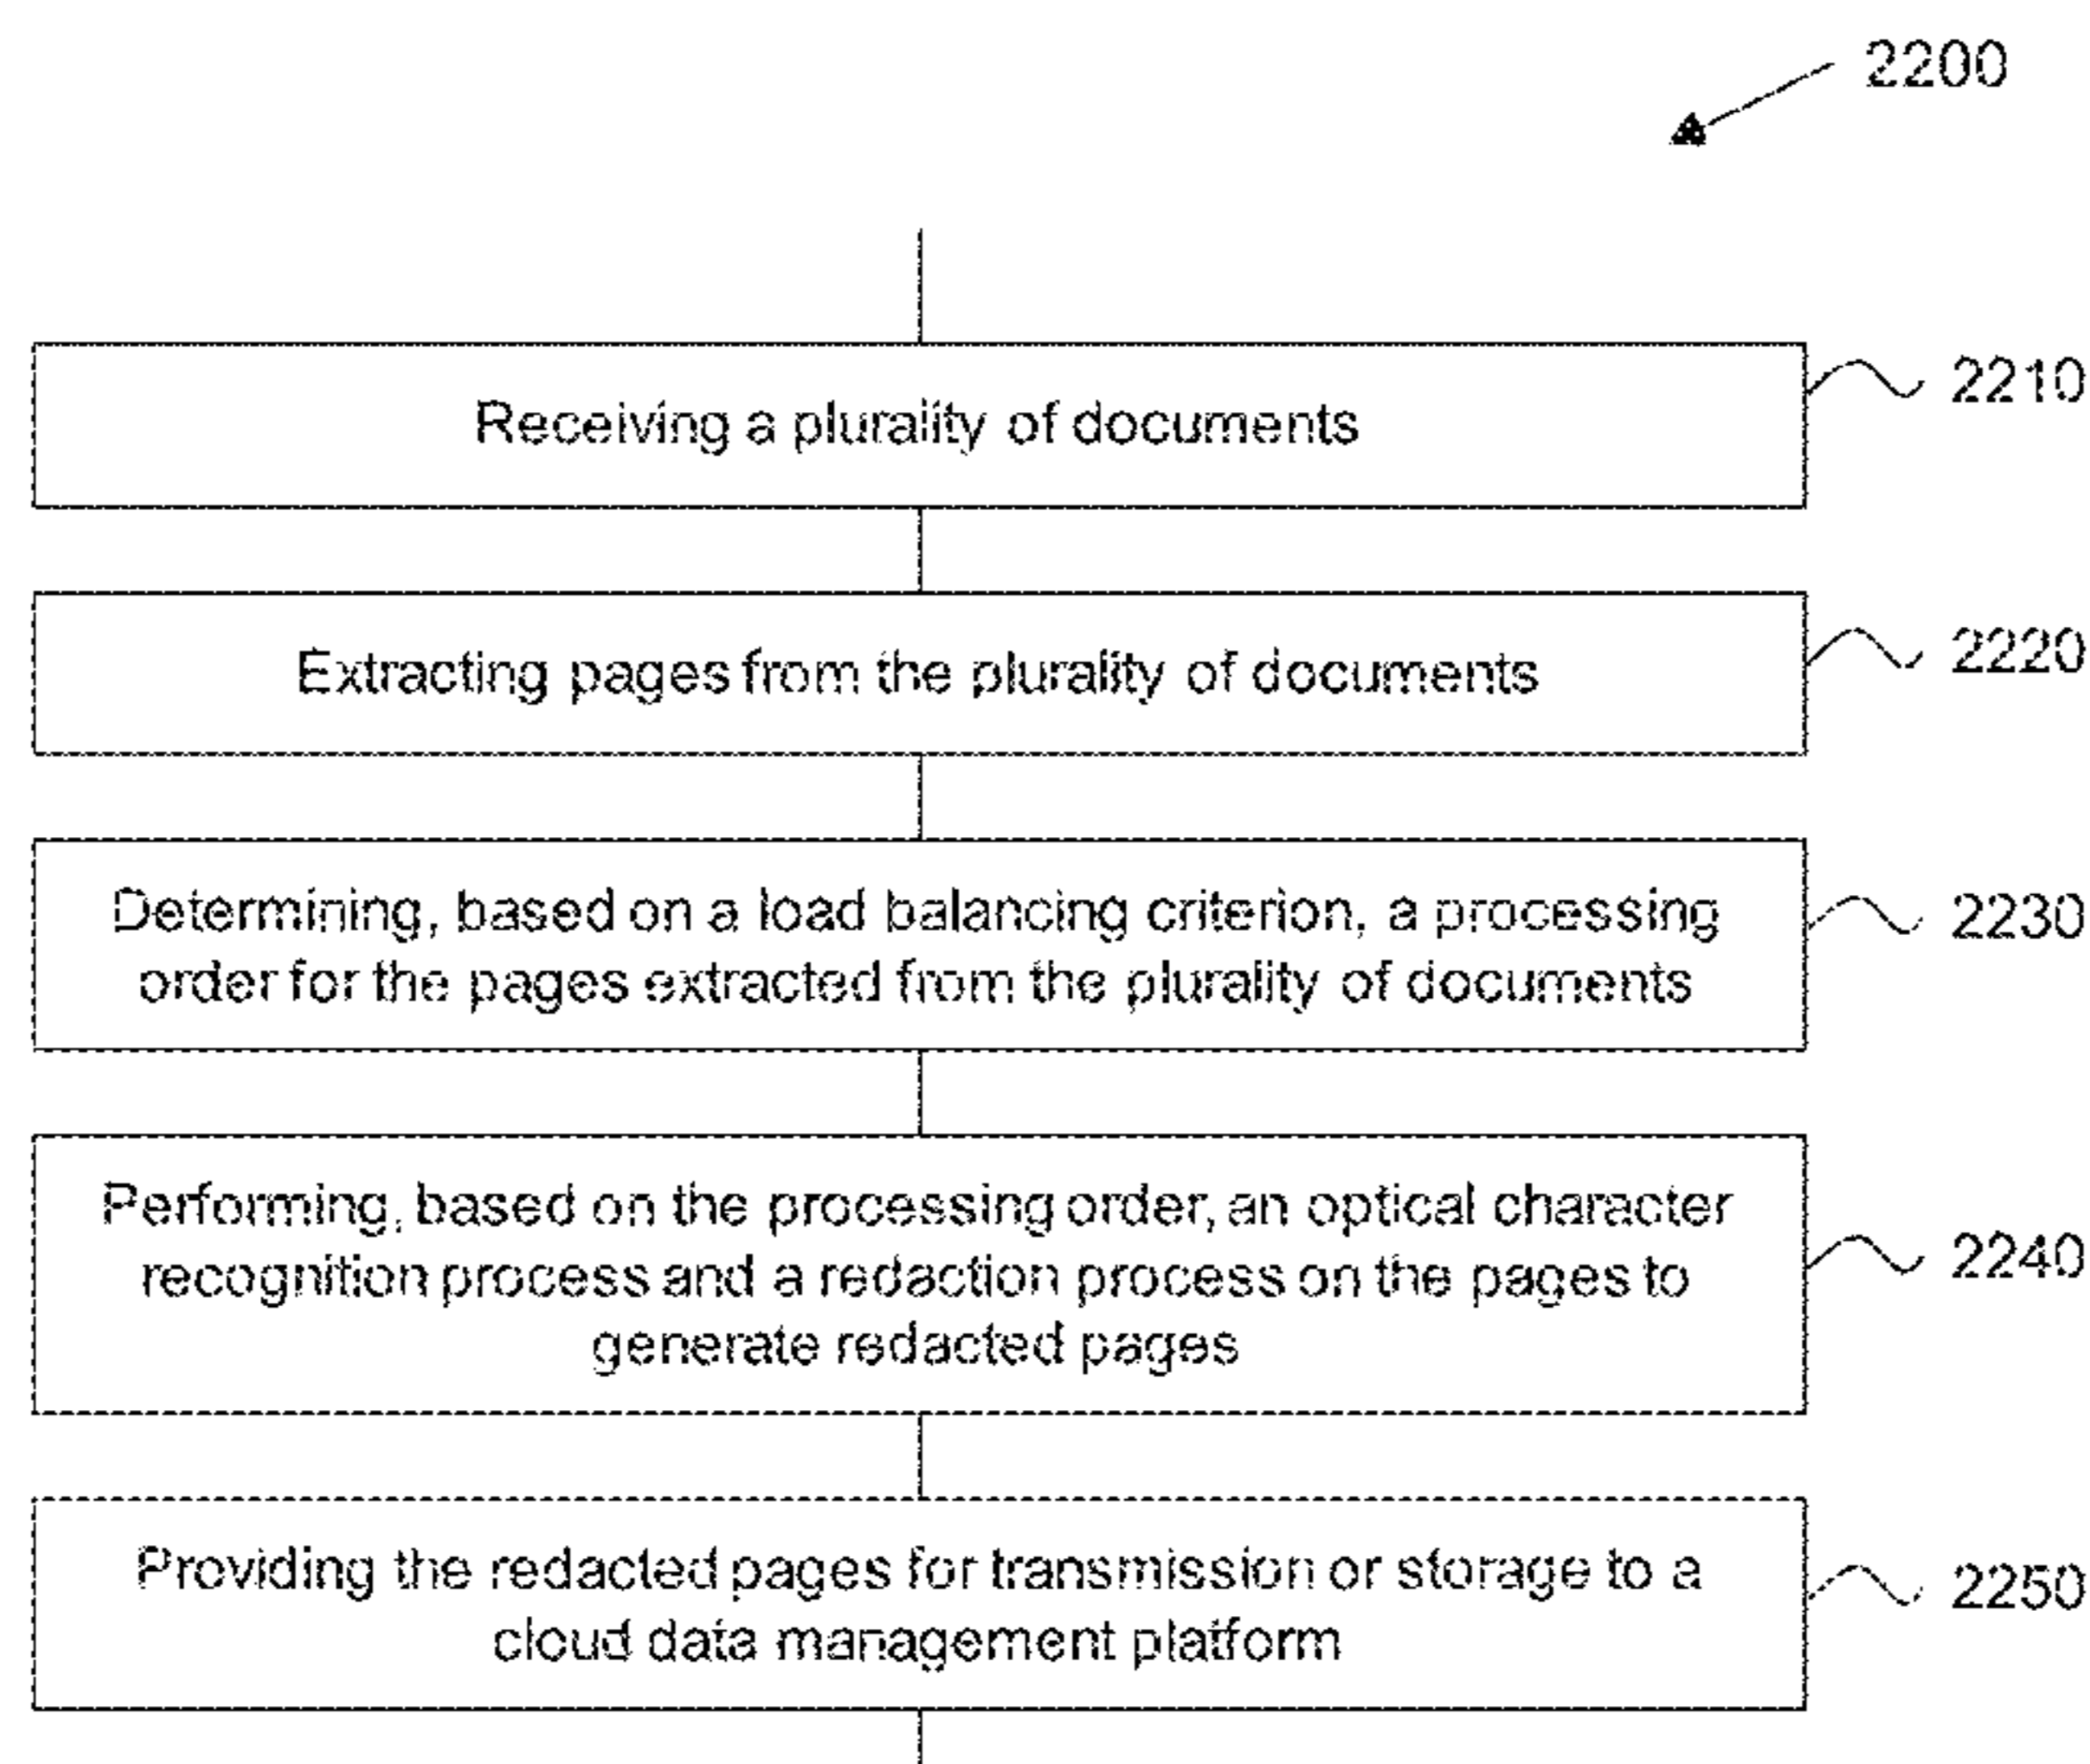 2200
Receiving a plurality of documents
2210
Extracting pages from the plurality of documents
2220
Determining, based on a load balancing criterion, a processing
order for the pages extracted from the plurality of documents
2230
Performing, based on the processing order, an optical character
recognition process and a redaction process on the pages to
generate redacted pages
2240
Providing the redacted pages for transmission or storage to a
cloud data management platform
2250